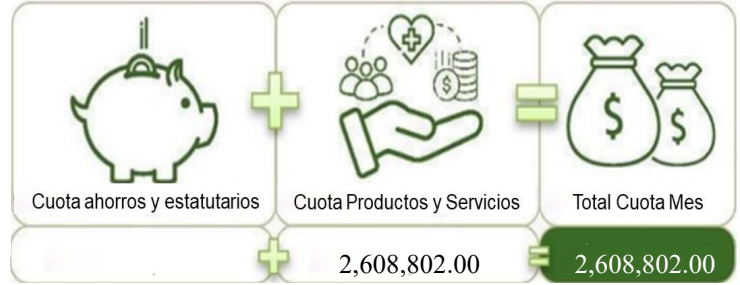 Cuota ahorros y estatutarios
Cuota Productos y Servicios
Total Cuota Mes
2,608,802.00
2,608,802.00